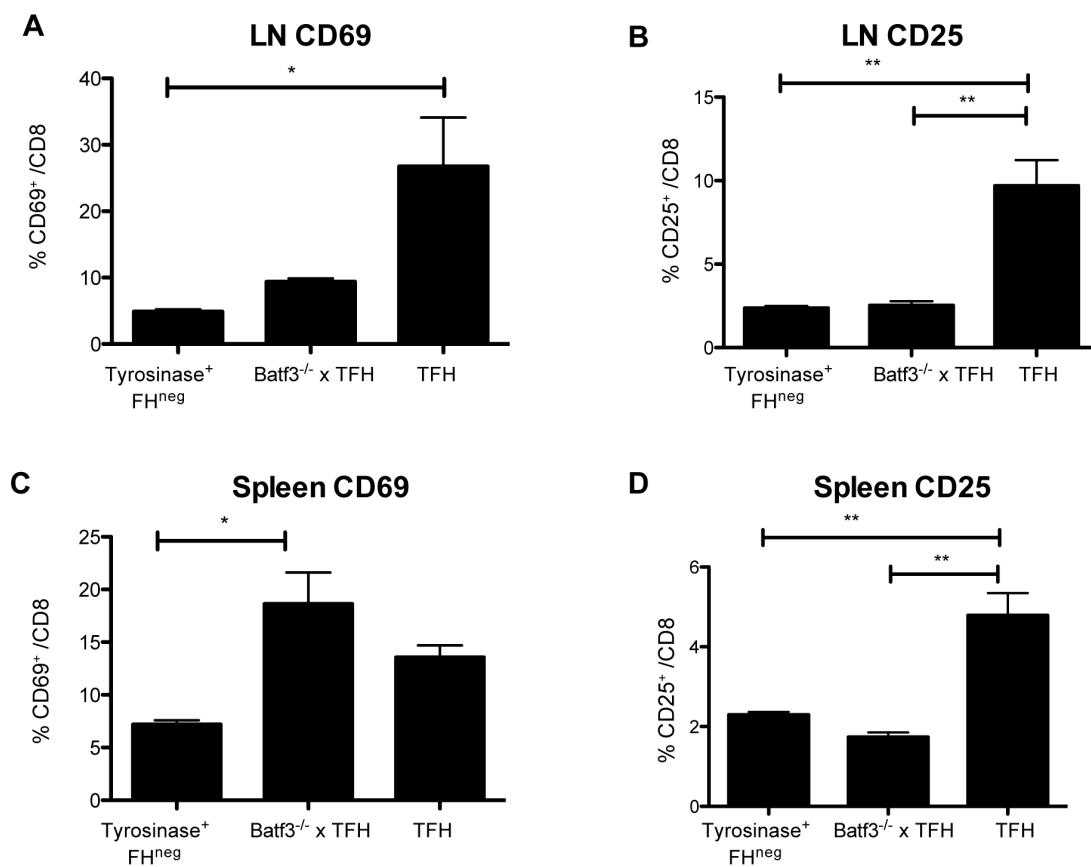 A
LN CD69
*
40
30
20
10
0
% CD69⁺ /CD8
Tyrosinase⁺
FHⁿᵉᵍ
Batf3⁻/⁻ x TFH
TFH
B
LN CD25
**
**
15
10
5
0
% CD25⁺ /CD8
Tyrosinase⁺
FHⁿᵉᵍ
Batf3⁻/⁻ x TFH
TFH
C
Spleen CD69
*
25
20
15
10
5
0
% CD69⁺ /CD8
Tyrosinase⁺
FHⁿᵉᵍ
Batf3⁻/⁻ x TFH
TFH
D
Spleen CD25
**
**
6
4
2
0
% CD25⁺ /CD8
Tyrosinase⁺
FHⁿᵉᵍ
Batf3⁻/⁻ x TFH
TFH